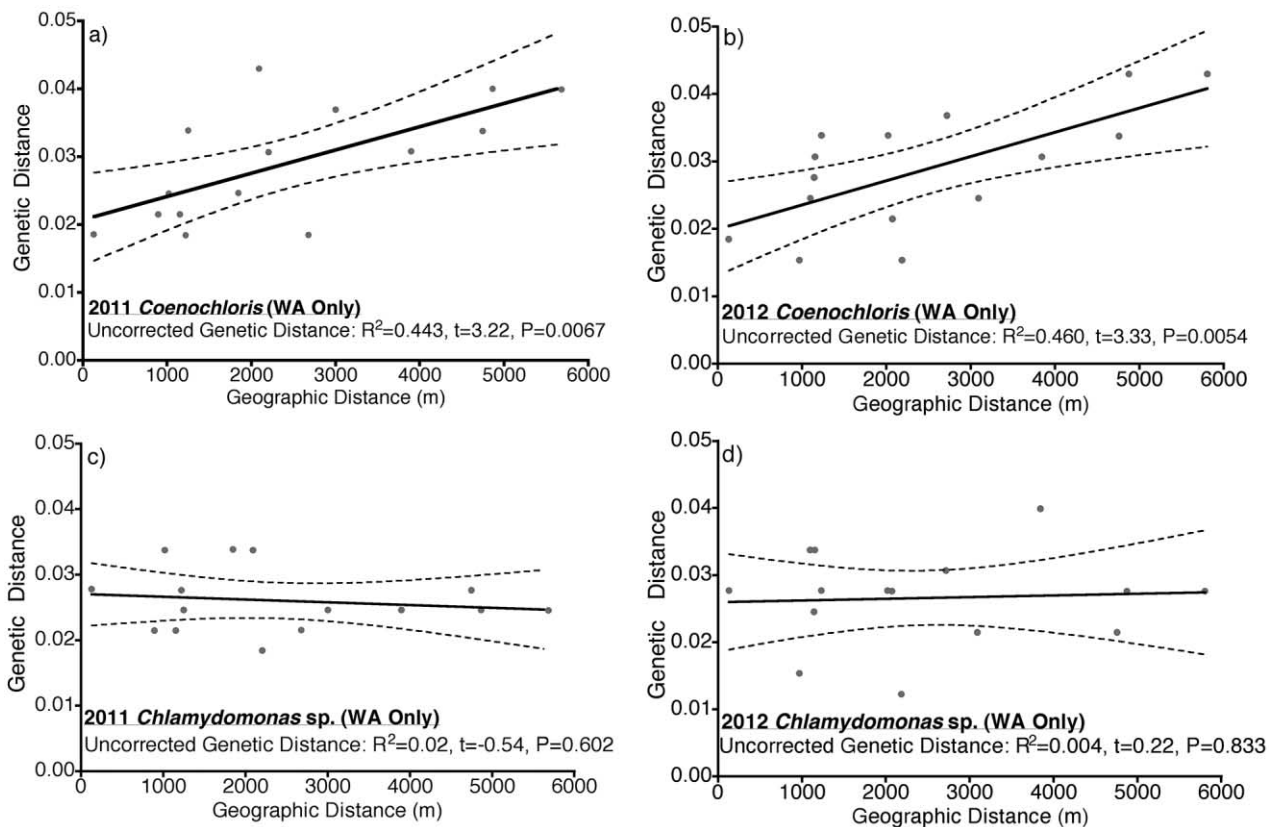 a)
0.05
0.04
0.03
0.02
0.01
0.00
Genetic Distance
2011 Coenochloris (WA Only)
Uncorrected Genetic Distance: R²=0.443, t=3.22, P=0.0067
0 1000 2000 3000 4000 5000 6000
Geographic Distance (m)
b)
0.05
0.04
0.03
0.02
0.01
0.00
Genetic Distance
2012 Coenochloris (WA Only)
Uncorrected Genetic Distance: R²=0.460, t=3.33, P=0.0054
0 1000 2000 3000 4000 5000 6000
Geographic Distance (m)
c)
0.05
0.04
0.03
0.02
0.01
0.00
Genetic Distance
2011 Chlamydomonas sp. (WA Only)
Uncorrected Genetic Distance: R²=0.02, t=-0.54, P=0.602
0 1000 2000 3000 4000 5000 6000
Geographic Distance (m)
d)
0.05
0.04
0.03
0.02
0.01
0.00
Genetic Distance
2012 Chlamydomonas sp. (WA Only)
Uncorrected Genetic Distance: R²=0.004, t=0.22, P=0.833
0 1000 2000 3000 4000 5000 6000
Geographic Distance (m)